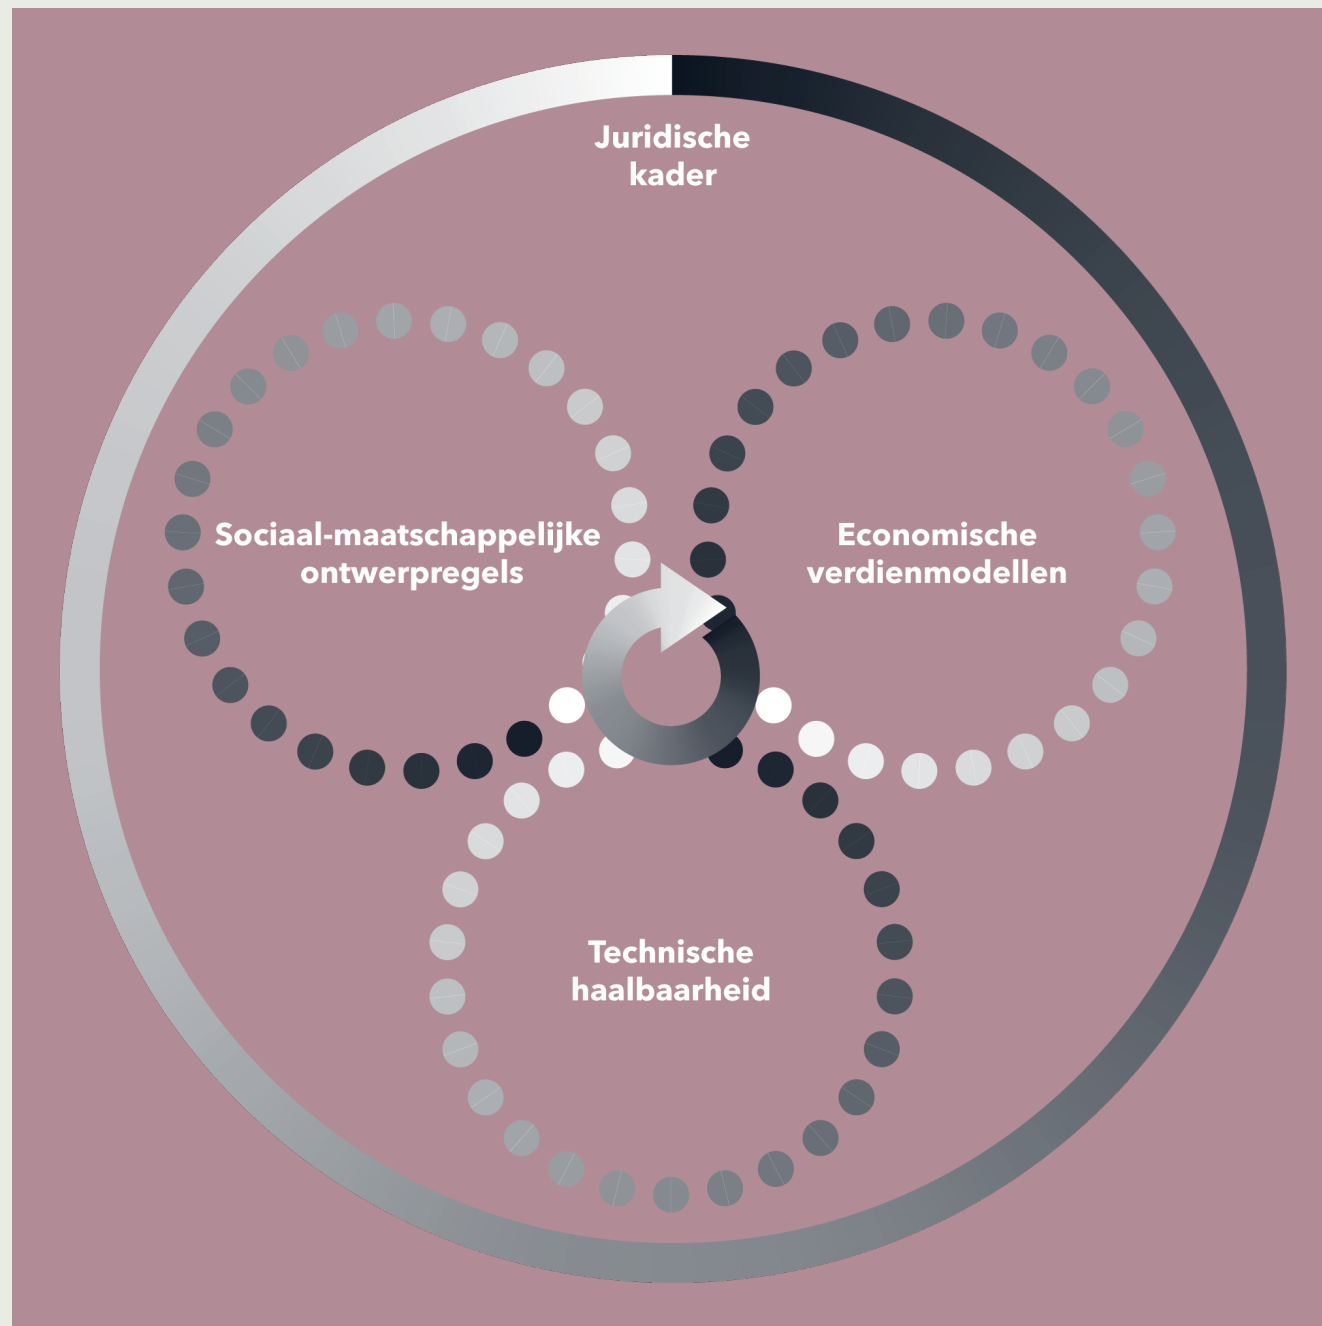 Juridische
kader
Sociaal-maatschappelijke
ontwerpregels
Economische
verdienmodellen
Technische
haalbaarheid